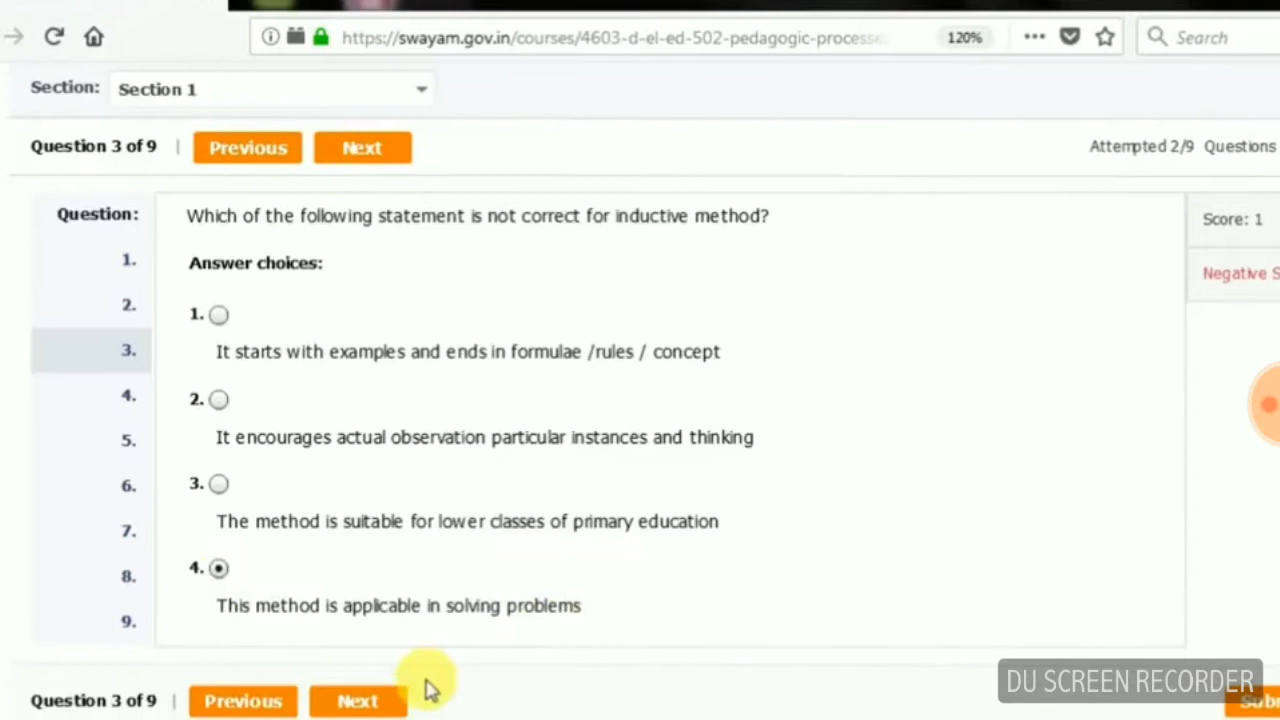 https://swayam.gov.in/courses/4603-d-el-ed-502-pedagogic-processe
120%
Search
Section: Section 1
Question 3 of 9 | Previous Next
Attempted 2/9 Questions
Question:
1.
2.
3.
4.
5.
6.
7.
8.
9.
Which of the following statement is not correct for inductive method?
Answer choices:
1.
It starts with examples and ends in formulae /rules / concept
2.
It encourages actual observation particular instances and thinking
3.
The method is suitable for lower classes of primary education
4.
This method is applicable in solving problems
Score: 1
Negative S
Question 3 of 9 | Previous Next
DU SCREEN RECORDER
Sub